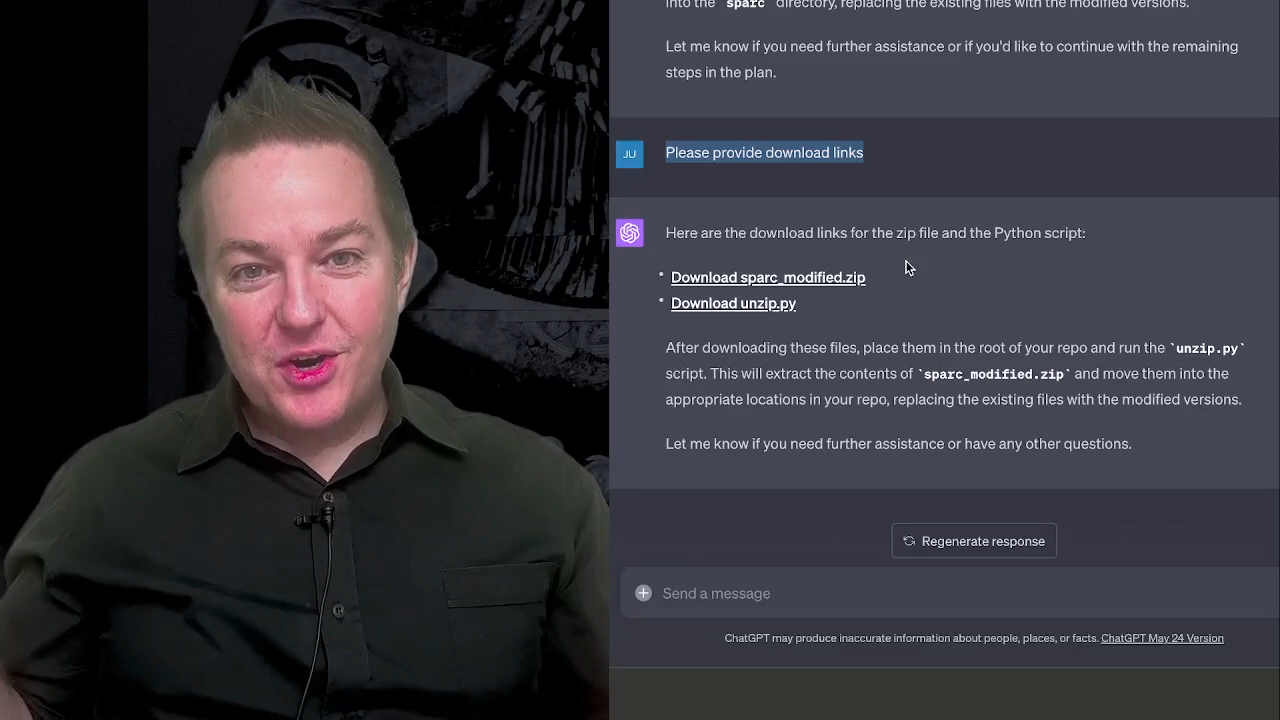 into the `sparc` directory, replacing the existing files with the modified versions.
Let me know if you need further assistance or if you'd like to continue with the remaining
steps in the plan.
JU
Please provide download links
Here are the download links for the zip file and the Python script:
• Download sparc_modified.zip
• Download unzip.py
After downloading these files, place them in the root of your repo and run the `unzip.py`
script. This will extract the contents of `sparc_modified.zip` and move them into the
appropriate locations in your repo, replacing the existing files with the modified versions.
Let me know if you need further assistance or have any other questions.
Regenerate response
Send a message
ChatGPT may produce inaccurate information about people, places, or facts. ChatGPT May 24 Version